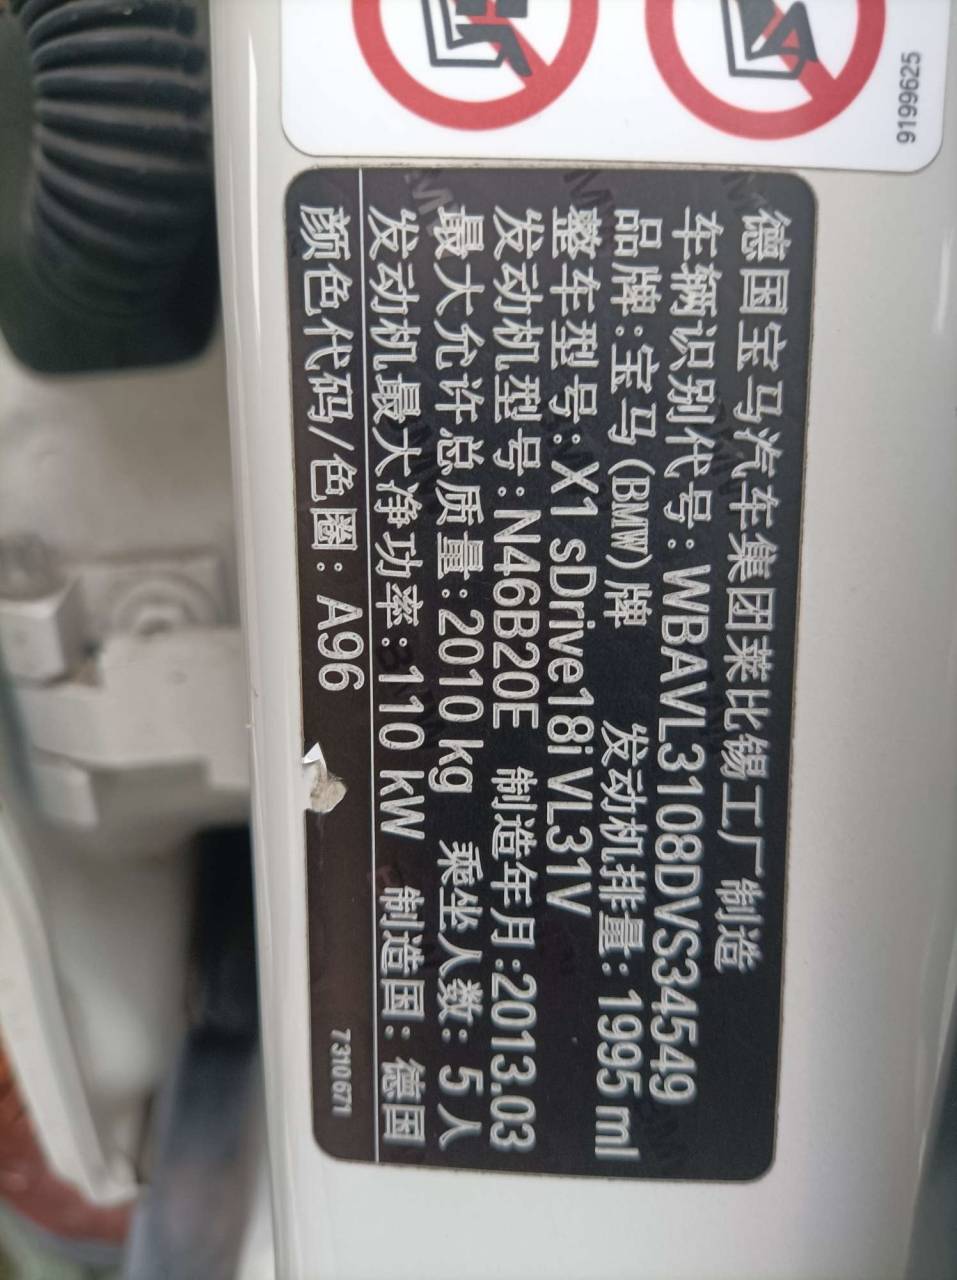 9199625
德国宝马汽车集团莱比锡工厂制造
车辆识别代号:WBAVL3108DVS34549
品牌:宝马(BMW)牌 发动机排量: 1995 ml
整车型号:X1 sDrive18i VL31V
发动机型号:N46B20E 制造年月:2013.03
最大允许总质量:2010 kg 乘坐人数: 5 人
发动机最大净功率:110 kW 制造国: 德国
颜色代码/色圈: A96
7 310 671